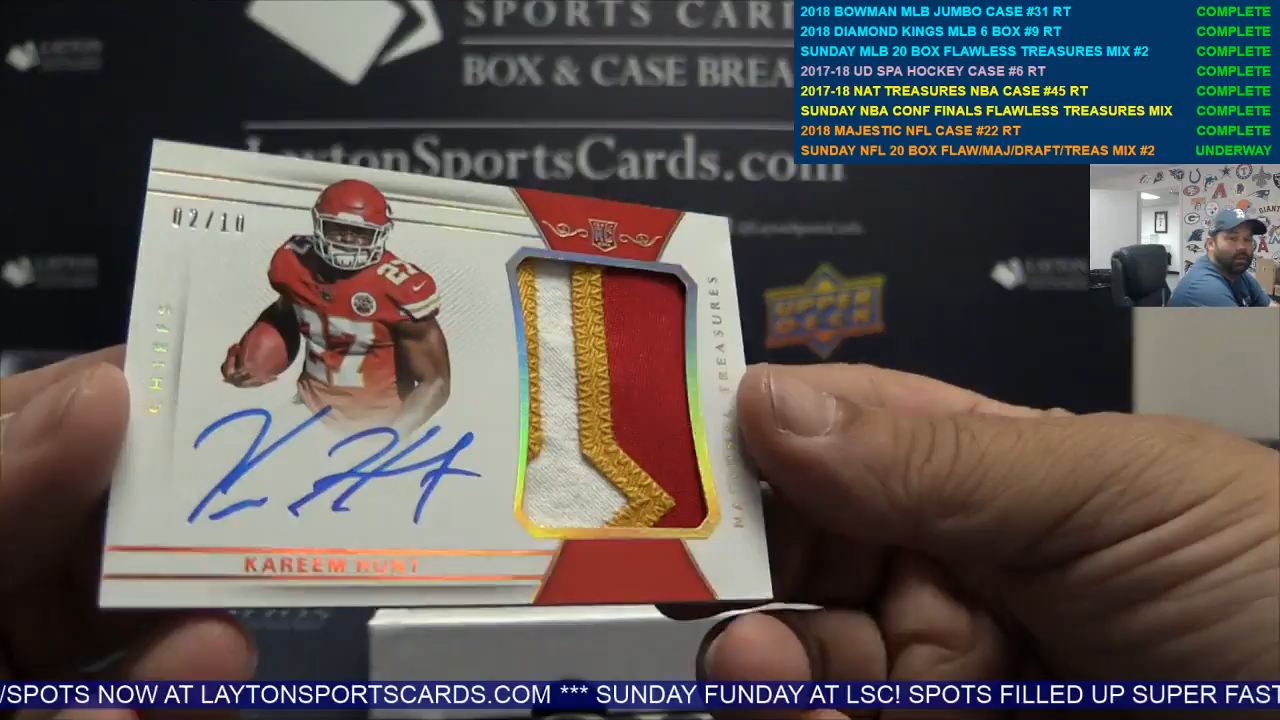 SPORTS CAR
BOX & CASE BREA
LaytonSportsCards.com
2018 BOWMAN MLB JUMBO CASE #31 RT COMPLETE
2018 DIAMOND KINGS MLB 6 BOX #9 RT COMPLETE
SUNDAY MLB 20 BOX FLAWLESS TREASURES MIX #2 COMPLETE
2017-18 UD SPA HOCKEY CASE #6 RT COMPLETE
2017-18 NAT TREASURES NBA CASE #45 RT COMPLETE
SUNDAY NBA CONF FINALS FLAWLESS TREASURES MIX COMPLETE
2018 MAJESTIC NFL CASE #22 RT COMPLETE
SUNDAY NFL 20 BOX FLAW/MAJ/DRAFT/TREAS MIX #2 UNDERWAY
02/10
RC
27
27
CHIEFS
TREASURES
KAREEM HUNT
UPPER
/SPOTS NOW AT LAYTONSPORTSCARDS.COM *** SUNDAY FUNDAY AT LSC! SPOTS FILLED UP SUPER FAST